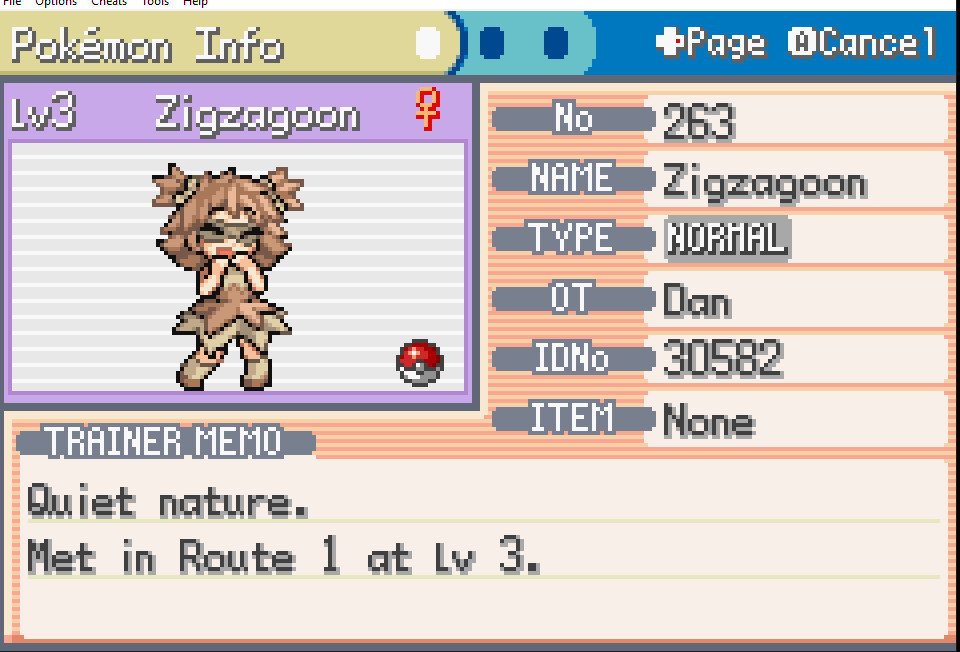 File Options Cheats Tools Help
Pokémon Info
Page A Cancel
Lv3 Zigzagoon ♀
No 263
NAME Zigzagoon
TYPE NORMAL
OT Dan
IDNo 30582
ITEM None
TRAINER MEMO
Quiet nature.
Met in Route 1 at Lv 3.